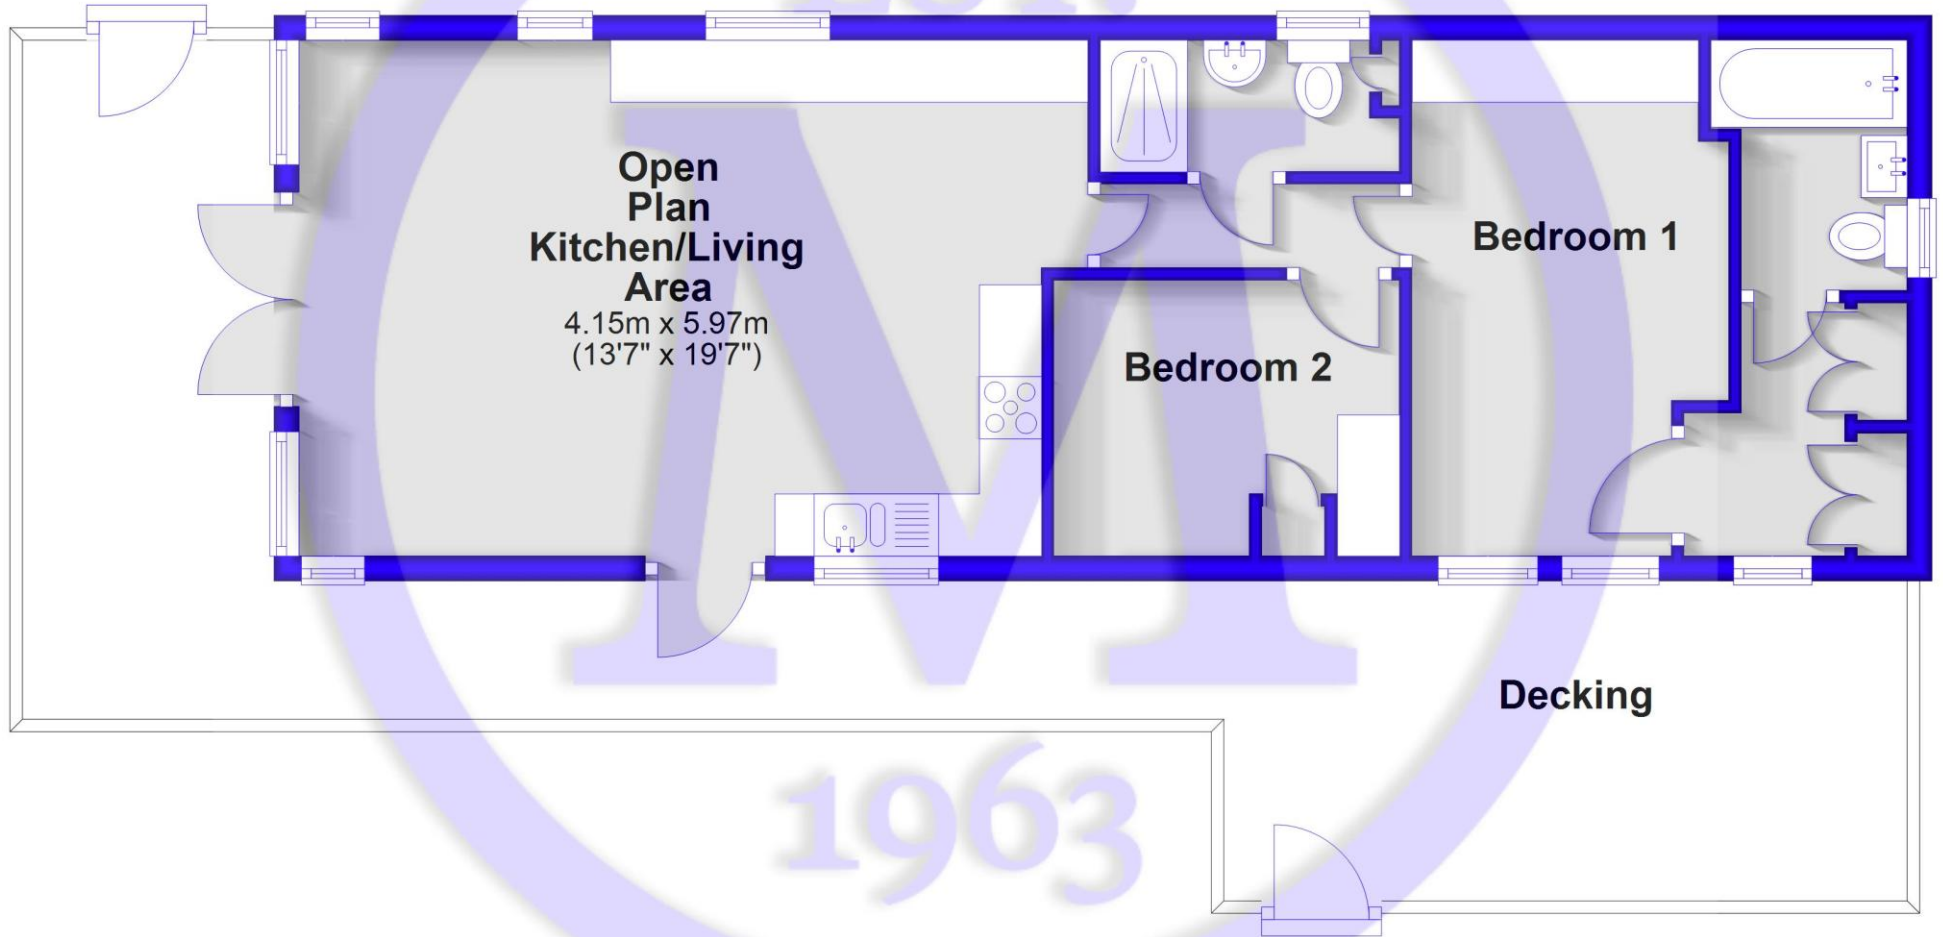 Open
Plan
Kitchen/Living
Area
4.15m x 5.97m
(13'7" x 19'7")
Bedroom 1
Bedroom 2
Decking
M
1963